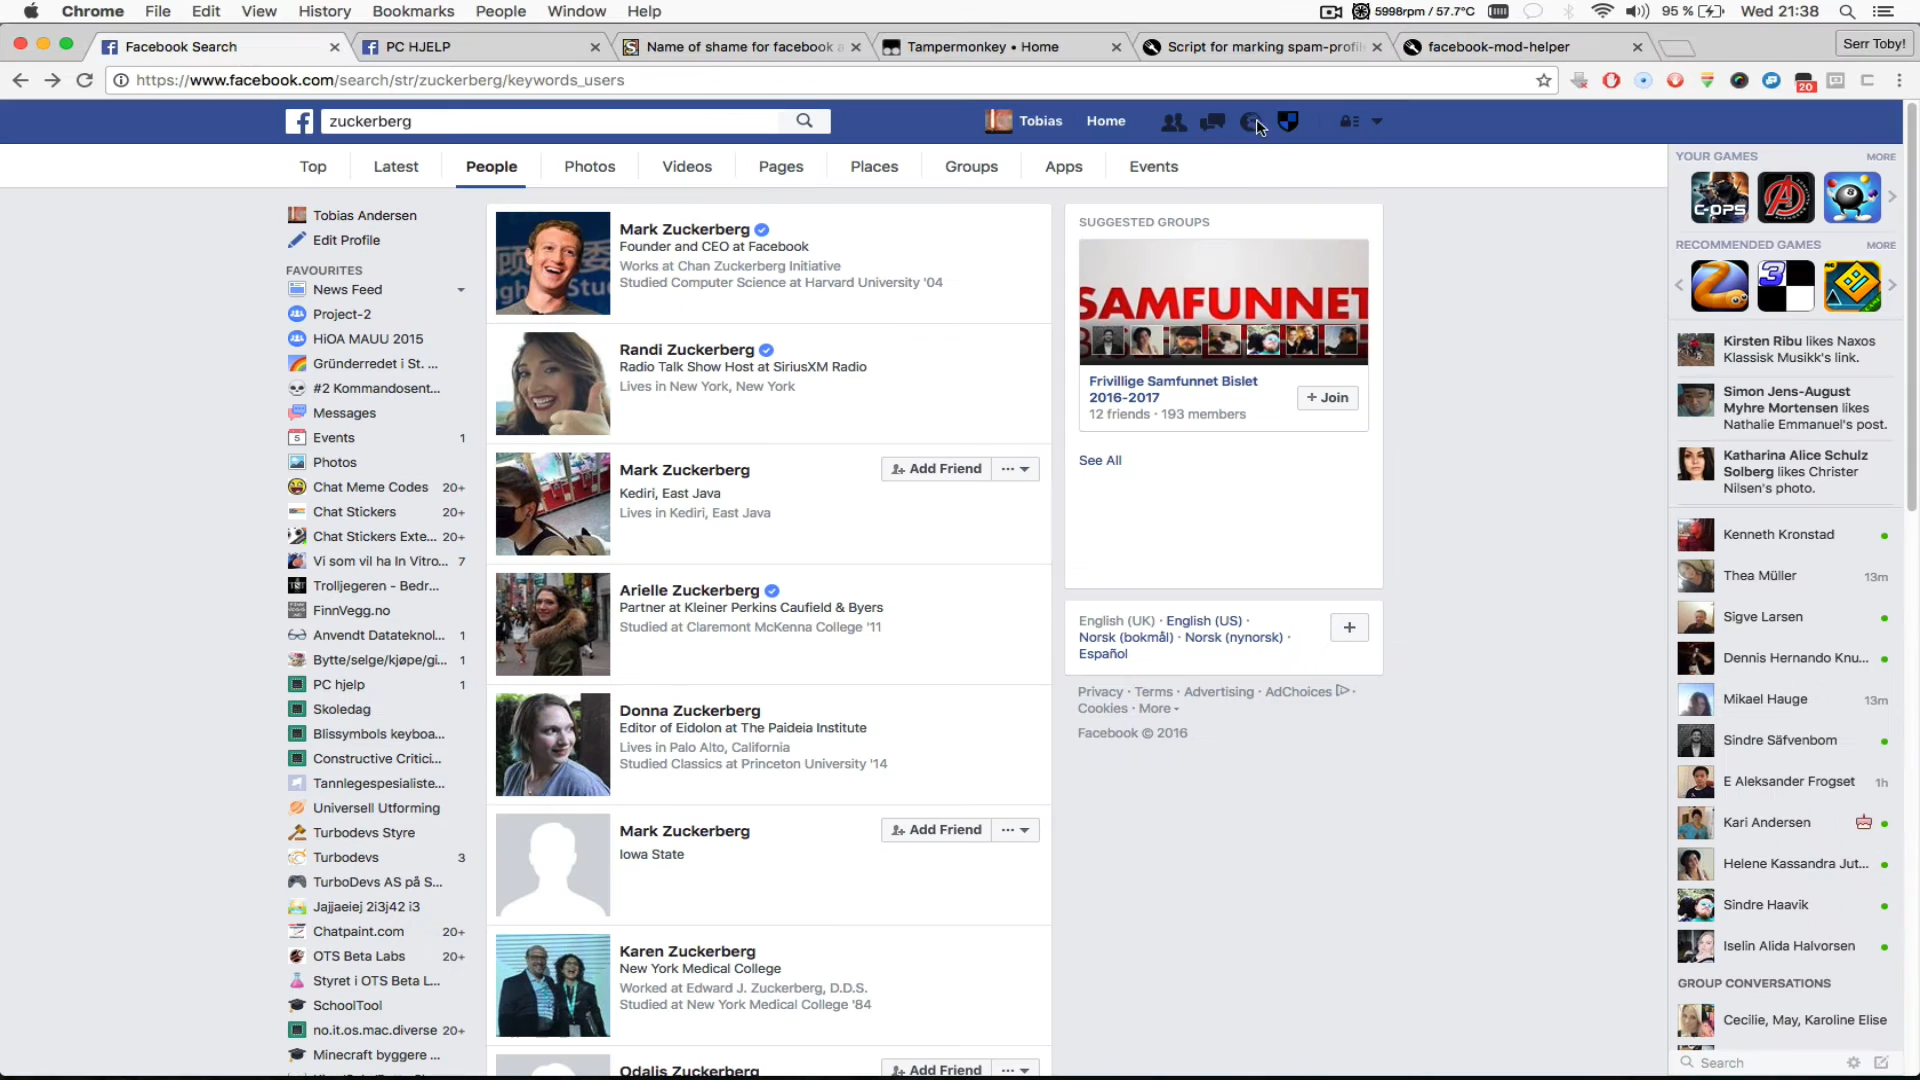 Chrome File Edit View History Bookmarks People Window Help 5998rpm / 57.7°C 95 % Wed 21:38
Facebook Search PC HJELP Name of shame for facebook a Tampermonkey • Home Script for marking spam-profil facebook-mod-helper Serr Toby!
https://www.facebook.com/search/str/zuckerberg/keywords_users 20
zuckerberg Tobias Home
Top Latest People Photos Videos Pages Places Groups Apps Events
Tobias Andersen
Edit Profile
FAVOURITES
News Feed
Project-2
HiOA MAUU 2015
Gründerredet i St. ...
#2 Kommandosent...
Messages
Events 1
Photos
Chat Meme Codes 20+
Chat Stickers 20+
Chat Stickers Exte... 20+
Vi som vil ha In Vitro... 7
Trolljegeren - Bedr...
FinnVegg.no
Anvendt Datateknol... 1
Bytte/selge/kjøpe/gi... 1
PC hjelp 1
Skoledag
Blissymbols keyboa...
Constructive Critici...
Tannlegespesialiste...
Universell Utforming
Turbodevs Styre
Turbodevs 3
TurboDevs AS på S...
Jajjaeiej 2i3j42 i3
Chatpaint.com 20+
OTS Beta Labs 20+
Styret i OTS Beta L...
SchoolTool
no.it.os.mac.diverse 20+
Minecraft byggere ...
Mark Zuckerberg
Founder and CEO at Facebook
Works at Chan Zuckerberg Initiative
Studied Computer Science at Harvard University '04
Randi Zuckerberg
Radio Talk Show Host at SiriusXM Radio
Lives in New York, New York
Mark Zuckerberg Add Friend
Kediri, East Java
Lives in Kediri, East Java
Arielle Zuckerberg
Partner at Kleiner Perkins Caufield & Byers
Studied at Claremont McKenna College '11
Donna Zuckerberg
Editor of Eidolon at The Paideia Institute
Lives in Palo Alto, California
Studied Classics at Princeton University '14
Mark Zuckerberg Add Friend
Iowa State
Karen Zuckerberg
New York Medical College
Worked at Edward J. Zuckerberg, D.D.S.
Studied at New York Medical College '84
Odalis Zuckerberg Add Friend
SUGGESTED GROUPS
SAMFUNNET
Frivillige Samfunnet Bislet
2016-2017
12 friends · 193 members
+ Join
See All
English (UK) · English (US) ·
Norsk (bokmål) · Norsk (nynorsk) ·
Español
+
Privacy · Terms · Advertising · AdChoices ·
Cookies · More
Facebook © 2016
YOUR GAMES MORE
C-OPS
RECOMMENDED GAMES MORE
Kirsten Ribu likes Naxos
Klassisk Musikk's link.
Simon Jens-August
Myhre Mortensen likes
Nathalie Emmanuel's post.
Katharina Alice Schulz
Solberg likes Christer
Nilsen's photo.
Kenneth Kronstad
Thea Müller 13m
Sigve Larsen
Dennis Hernando Knu...
Mikael Hauge 13m
Sindre Säfvenbom
E Aleksander Frogset 1h
Kari Andersen
Helene Kassandra Jut...
Sindre Haavik
Iselin Alida Halvorsen
GROUP CONVERSATIONS
Cecilie, May, Karoline Elise
Search